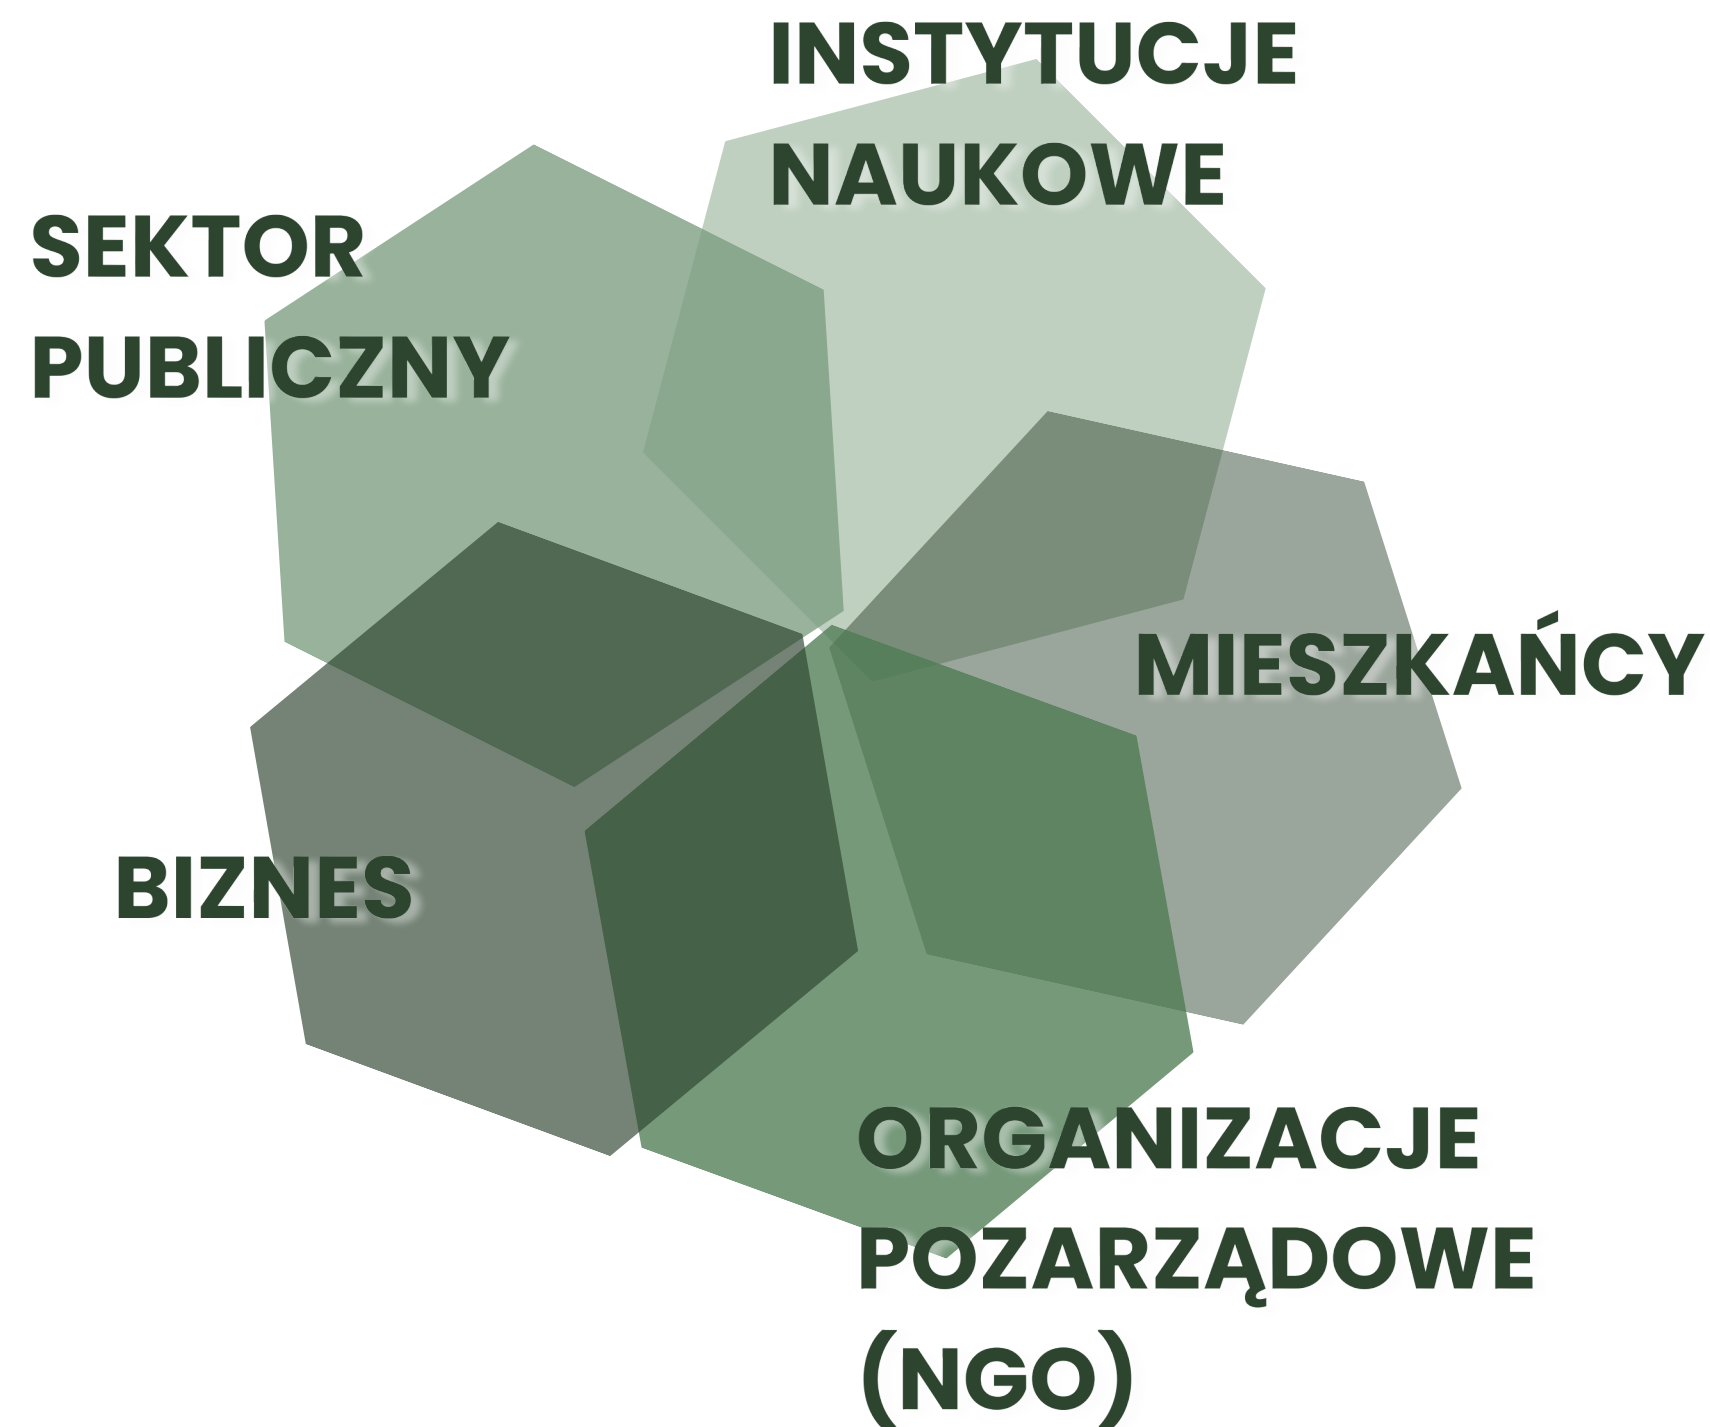 INSTYTUCJE
NAUKOWE
SEKTOR
PUBLICZNY
MIESZKAŃCY
BIZNES
ORGANIZACJE
POZARZĄDOWE
(NGO)